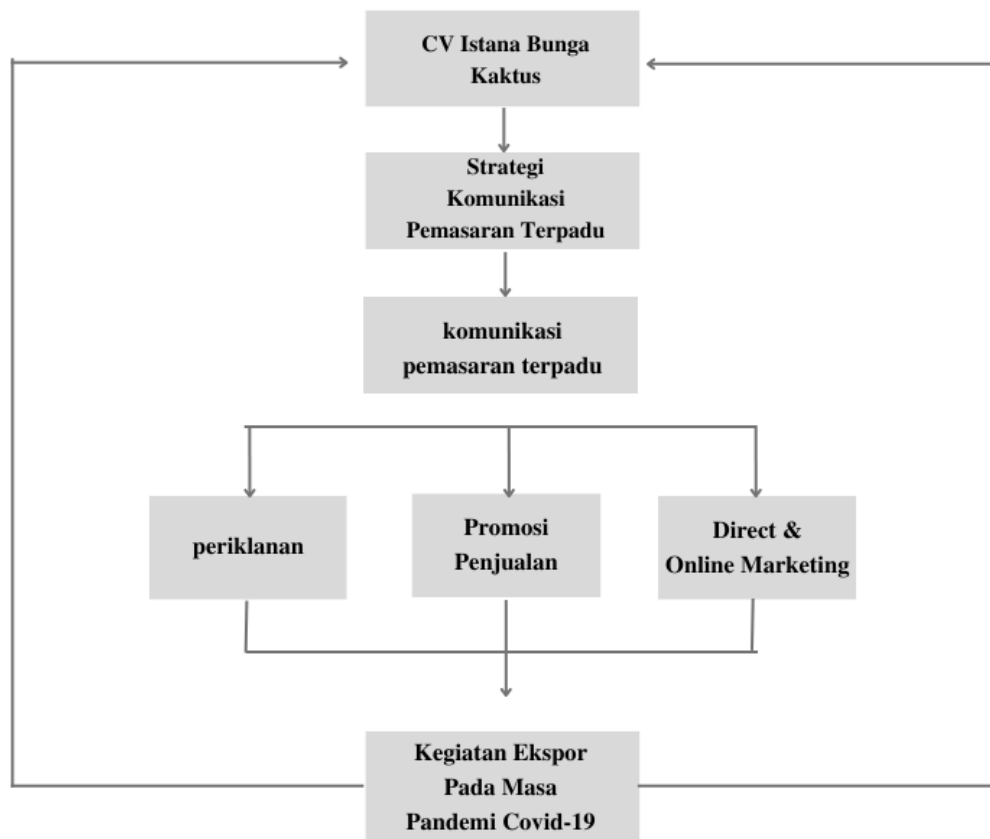 CV Istana Bunga
Kaktus
Strategi
Komunikasi
Pemasaran Terpadu
komunikasi
pemasaran terpadu
periklanan
Promosi
Penjualan
Direct &
Online Marketing
Kegiatan Ekspor
Pada Masa
Pandemi Covid-19